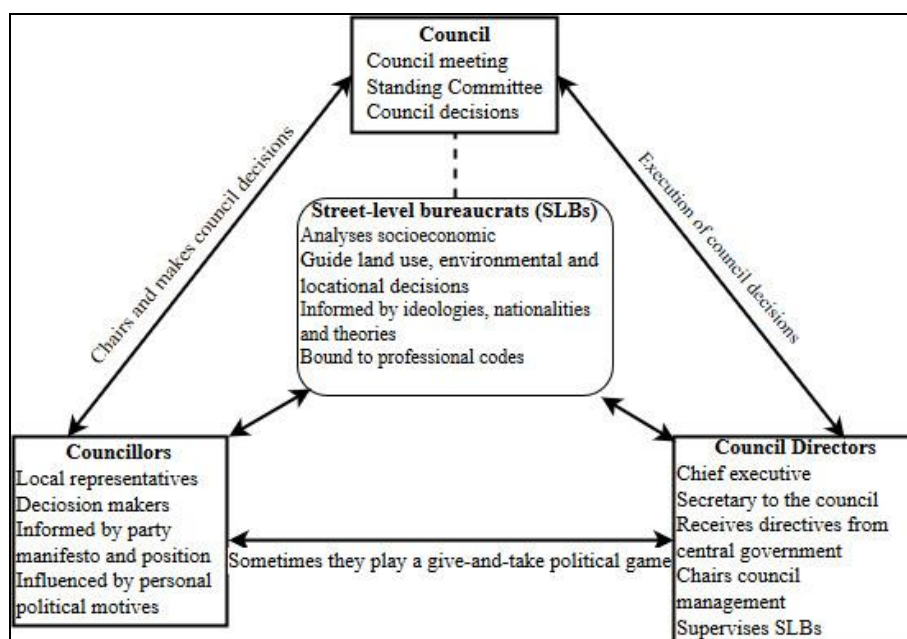 Council
Council meeting
Standing Committee
Council decisions
Chairs and makes council decisions
Execution of council
decisions
Street-level bureaucrats (SLBs)
Analyses socioeconomic
Guide land use, environmental and
locational decisions
Informed by ideologies, nationalities
and theories
Bound to professional codes
Councillors
Local representatives
Deciosion makers
Informed by party
manifesto and position
Influenced by personal
political motives
Sometimes they play a give-and-take political game
Council Directors
Chief executive
Secretary to the council
Receives directives from
central government
Chairs council
management
Supervises SLBs